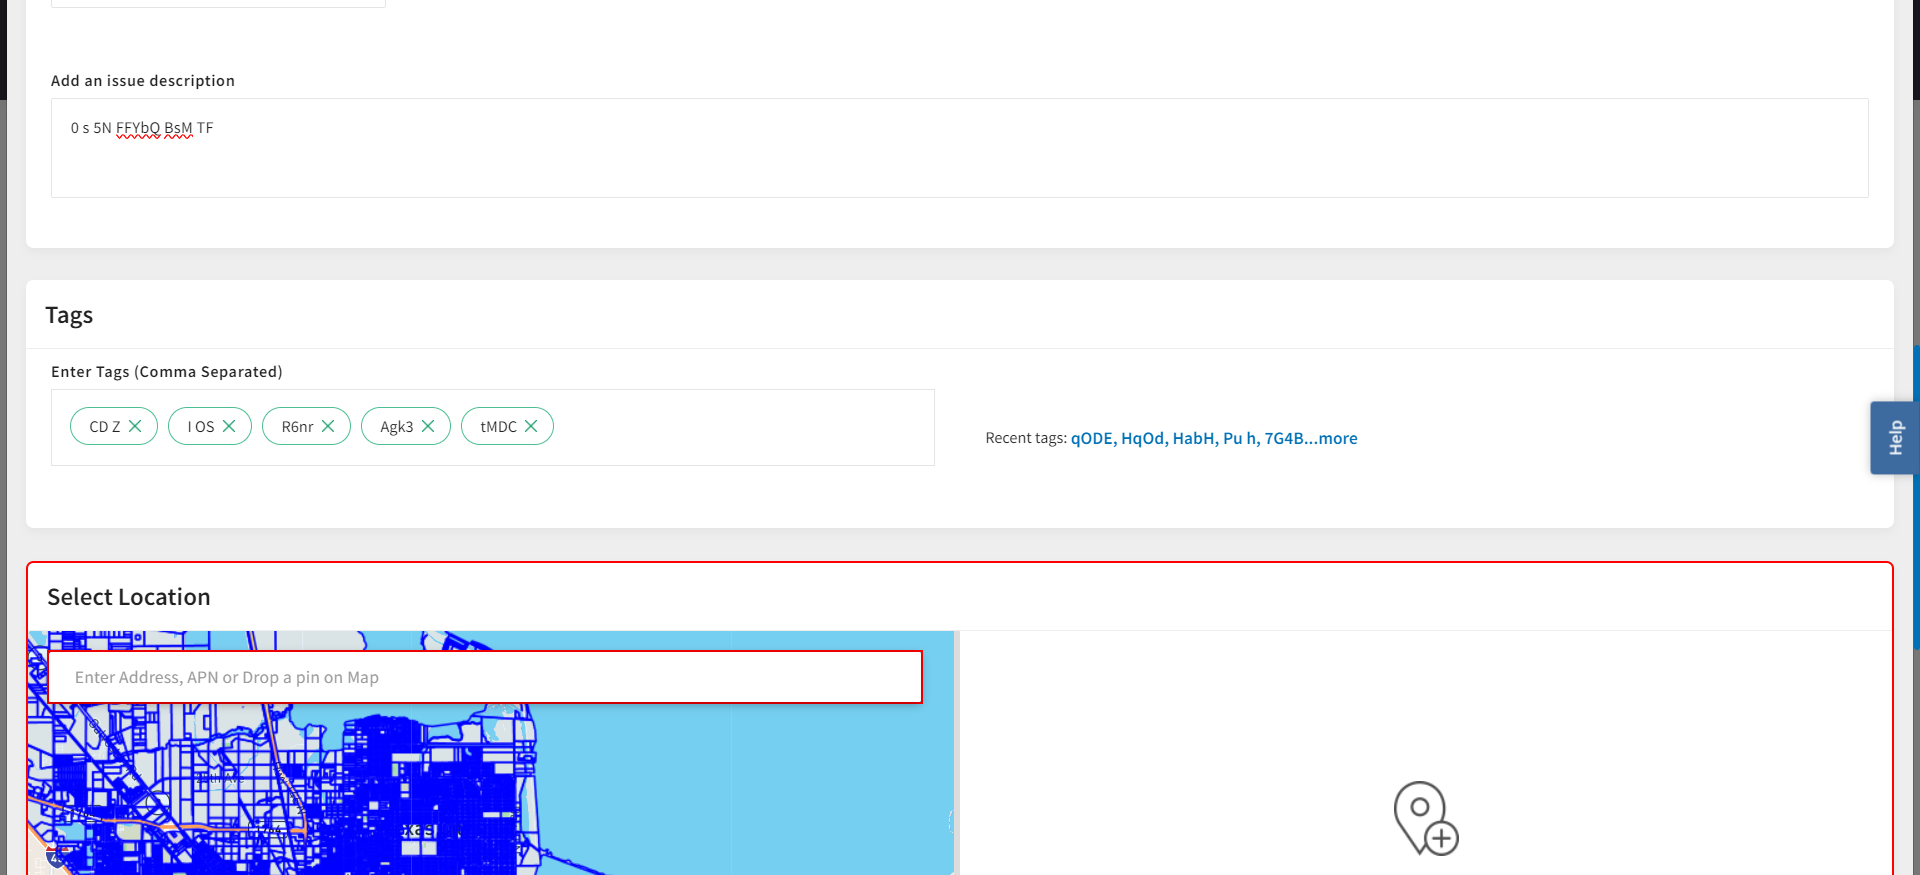 Add an issue description
0 s 5N FFYbQ BsM TF
Tags
Enter Tags (Comma Separated)
CD Z
I OS
R6nr
Agk3
tMDC
Recent tags: qODE, HqOd, HabH, Pu h, 7G4B...more
Help
Select Location
Enter Address, APN or Drop a pin on Map